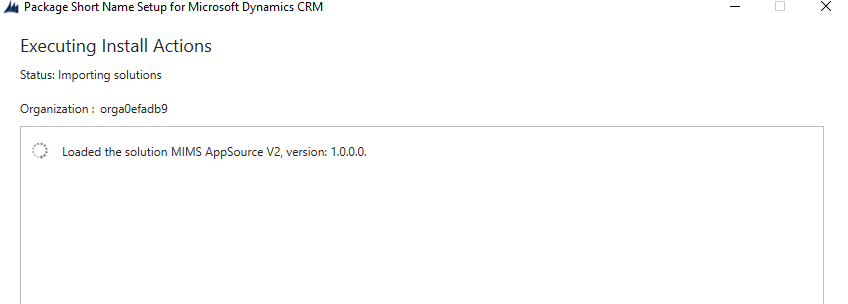 Package Short Name Setup for Microsoft Dynamics CRM
Executing Install Actions
Status: Importing solutions
Organization : orga0efadb9
Loaded the solution MIMS AppSource V2, version: 1.0.0.0.